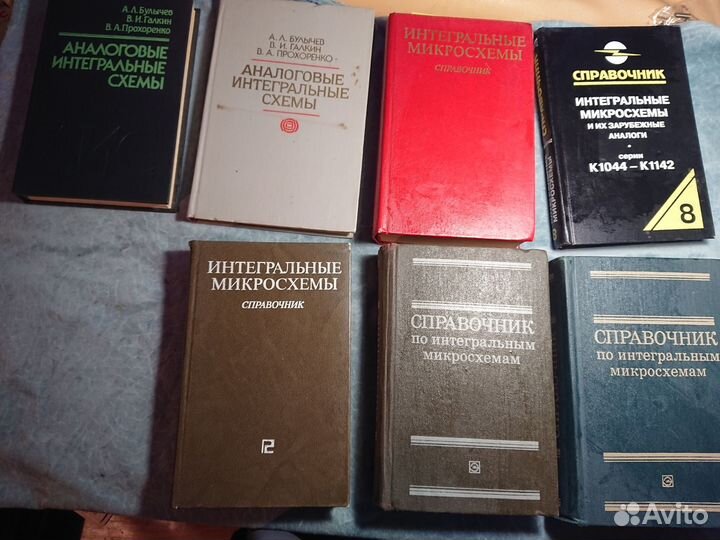 А. Л. Булычев
В. И. Галкин
В. А. Прохоренко
АНАЛОГОВЫЕ
ИНТЕГРАЛЬНЫЕ
СХЕМЫ
А. Л. БУЛЫЧЕВ
В. И. ГАЛКИН
В. А. ПРОХОРЕНКО
АНАЛОГОВЫЕ
ИНТЕГРАЛЬНЫЕ
СХЕМЫ
ИНТЕГРАЛЬНЫЕ
МИКРОСХЕМЫ
СПРАВОЧНИК
СПРАВОЧНИК
ИНТЕГРАЛЬНЫЕ
МИКРОСХЕМЫ
И ИХ ЗАРУБЕЖНЫЕ
АНАЛОГИ
серии
К1044 – К1142
8
ИНТЕГРАЛЬНЫЕ
МИКРОСХЕМЫ
СПРАВОЧНИК
СПРАВОЧНИК
по интегральным
микросхемам
СПРАВОЧНИК
по интегральным
микросхемам
Avito